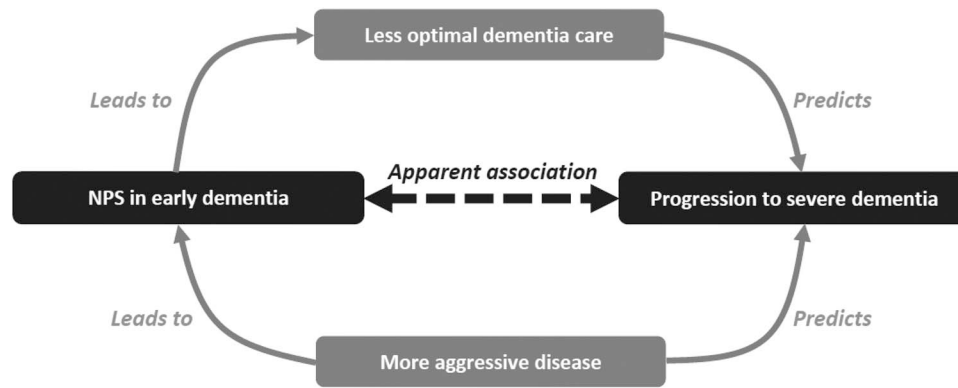 Less optimal dementia care
Leads to
Predicts
Apparent association
NPS in early dementia
Progression to severe dementia
Leads to
Predicts
More aggressive disease